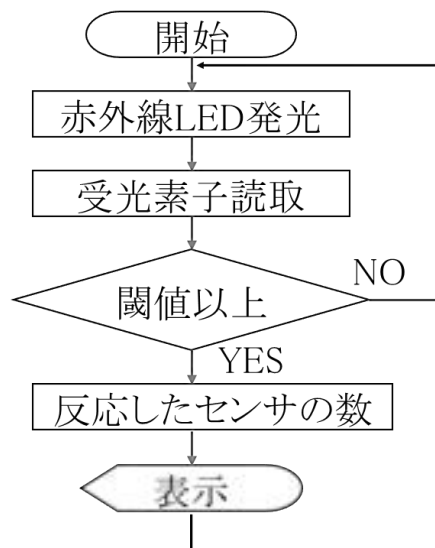 開始
赤外線LED発光
受光素子読取
閾値以上
NO
YES
反応したセンサの数
表示